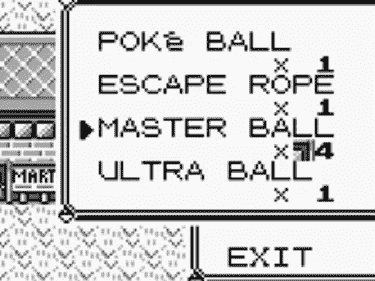 POKé BALL
× 1
ESCAPE ROPE
× 1
▶MASTER BALL
× 4
ULTRA BALL
× 1
MART
EXIT